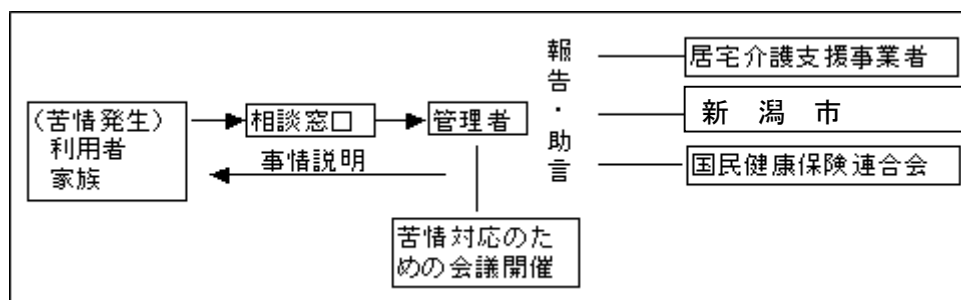 (苦情発生)
利用者
家族
相談窓口
管理者
事情説明
苦情対応のた
めの会議開催
報告・助言
居宅介護支援事業者
新潟市
国民健康保険連合会